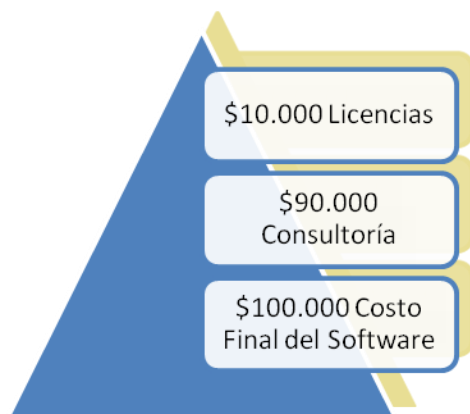 $10.000 Licencias
$90.000
Consultoría
$100.000 Costo
Final del Software